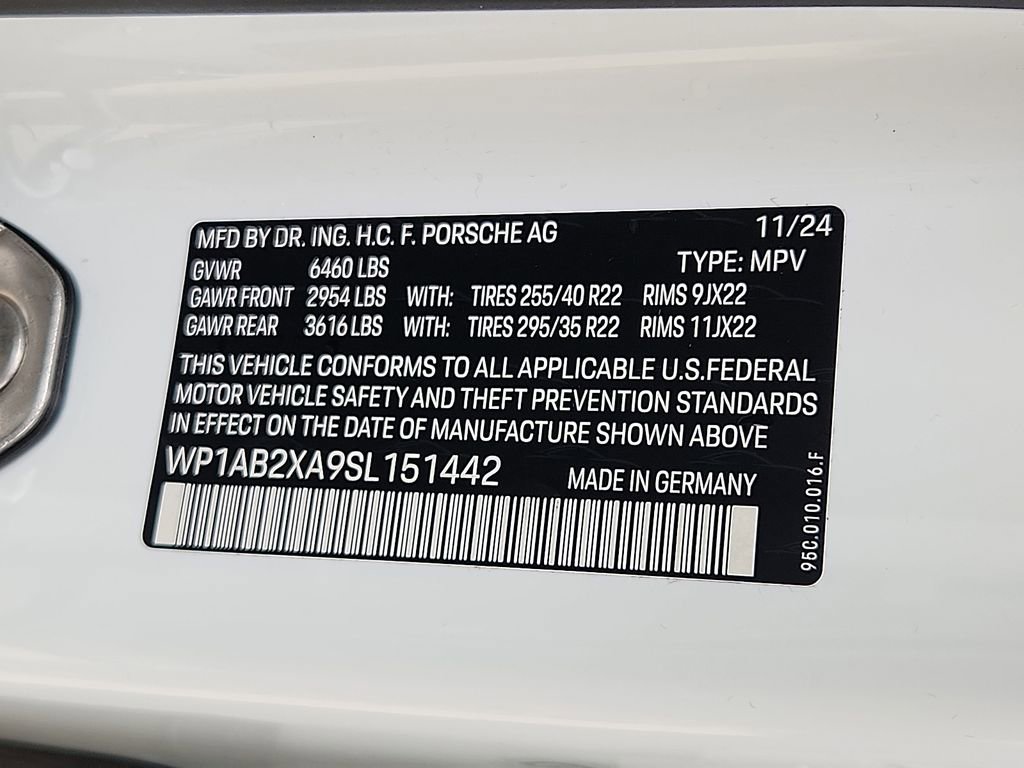 MFD BY DR. ING. H.C. F. PORSCHE AG 11/24
GVWR 6460 LBS TYPE: MPV
GAWR FRONT 2954 LBS WITH: TIRES 255/40 R22 RIMS 9JX22
GAWR REAR 3616 LBS WITH: TIRES 295/35 R22 RIMS 11JX22
THIS VEHICLE CONFORMS TO ALL APPLICABLE U.S.FEDERAL
MOTOR VEHICLE SAFETY AND THEFT PREVENTION STANDARDS
IN EFFECT ON THE DATE OF MANUFACTURE SHOWN ABOVE
WP1AB2XA9SL151442 MADE IN GERMANY
95C.010.016.F